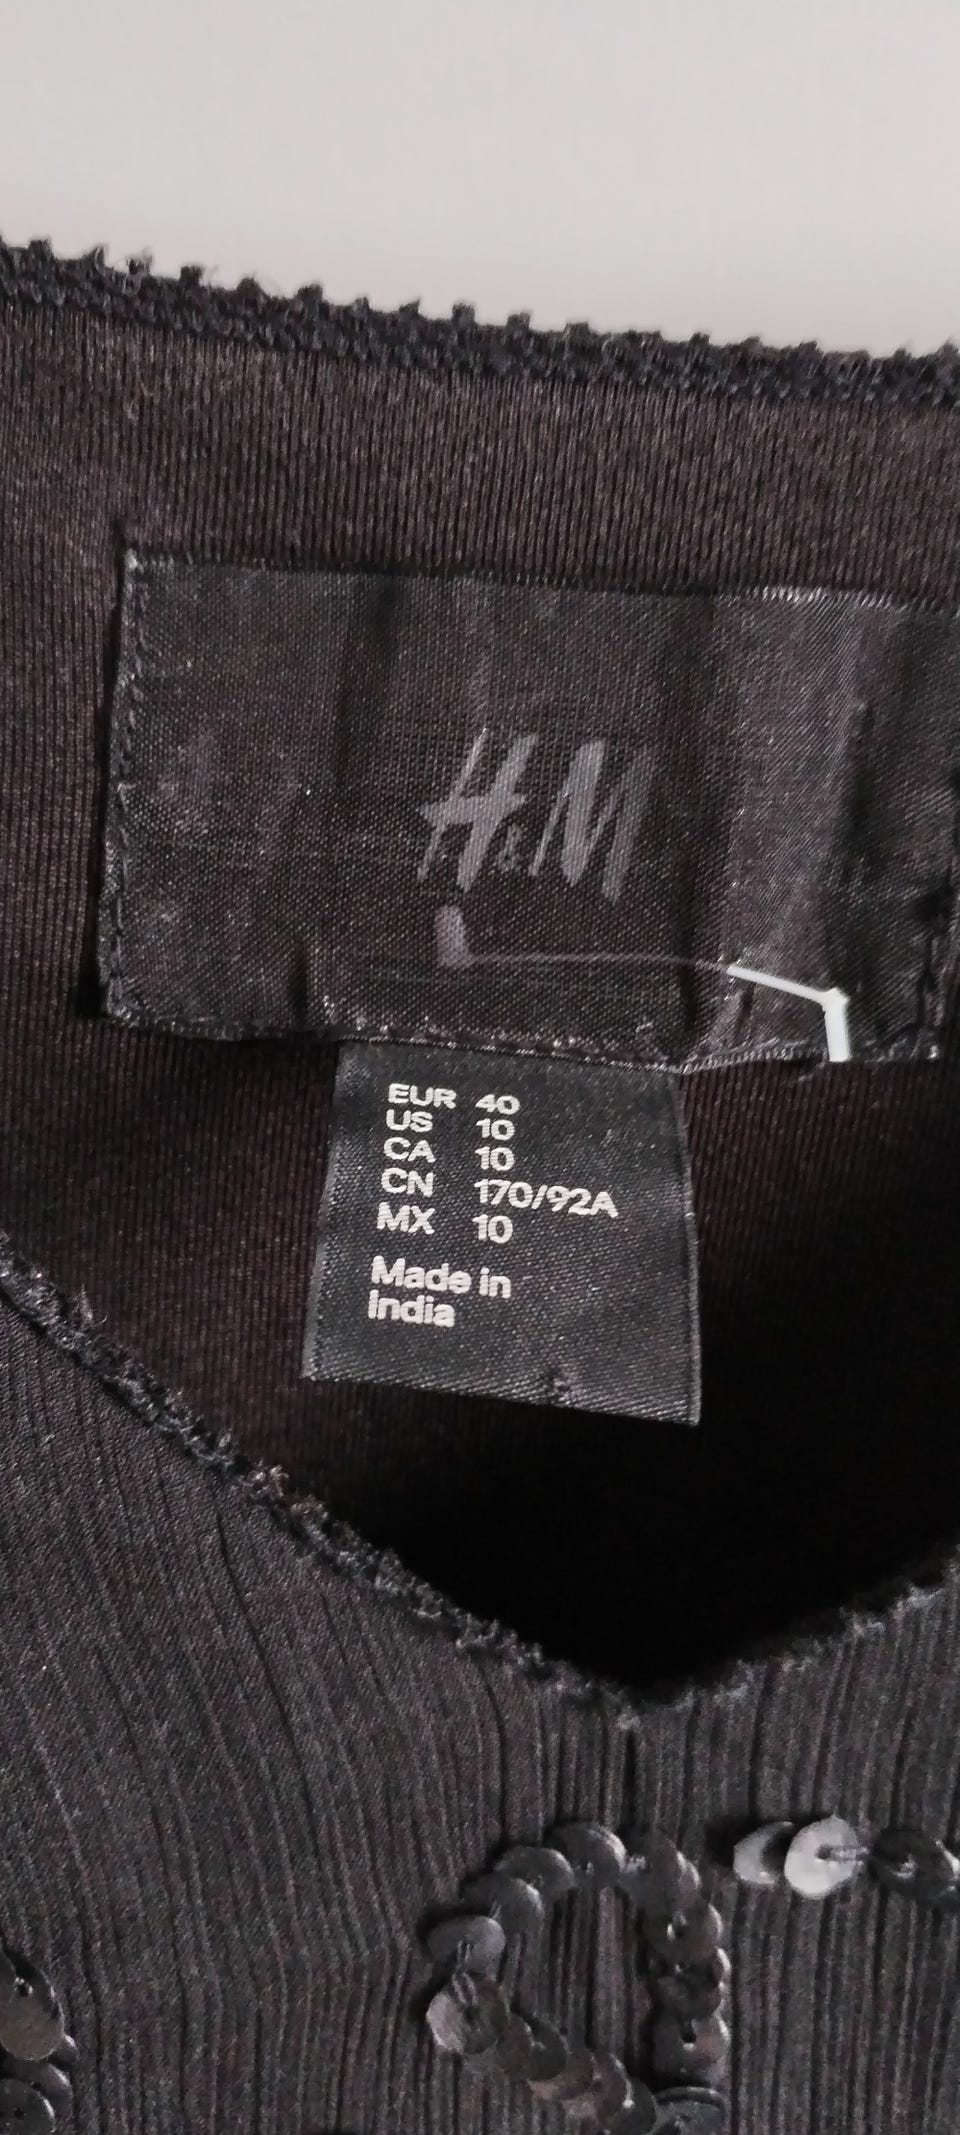 H&M
EUR 40
US 10
CA 10
CN 170/92A
MX 10
Made in
India